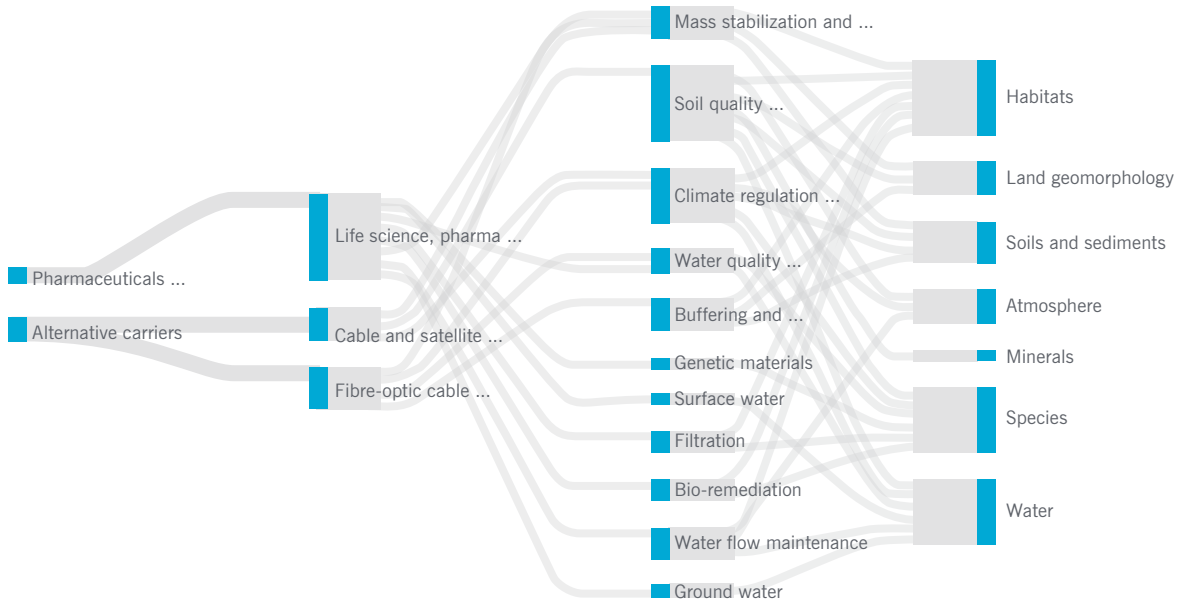 Pharmaceuticals ...
Alternative carriers
Life science, pharma ...
Cable and satellite ...
Fibre-optic cable ...
Mass stabilization and ...
Soil quality ...
Climate regulation ...
Water quality ...
Buffering and ...
Genetic materials
Surface water
Filtration
Bio-remediation
Water flow maintenance
Ground water
Habitats
Land geomorphology
Soils and sediments
Atmosphere
Minerals
Species
Water